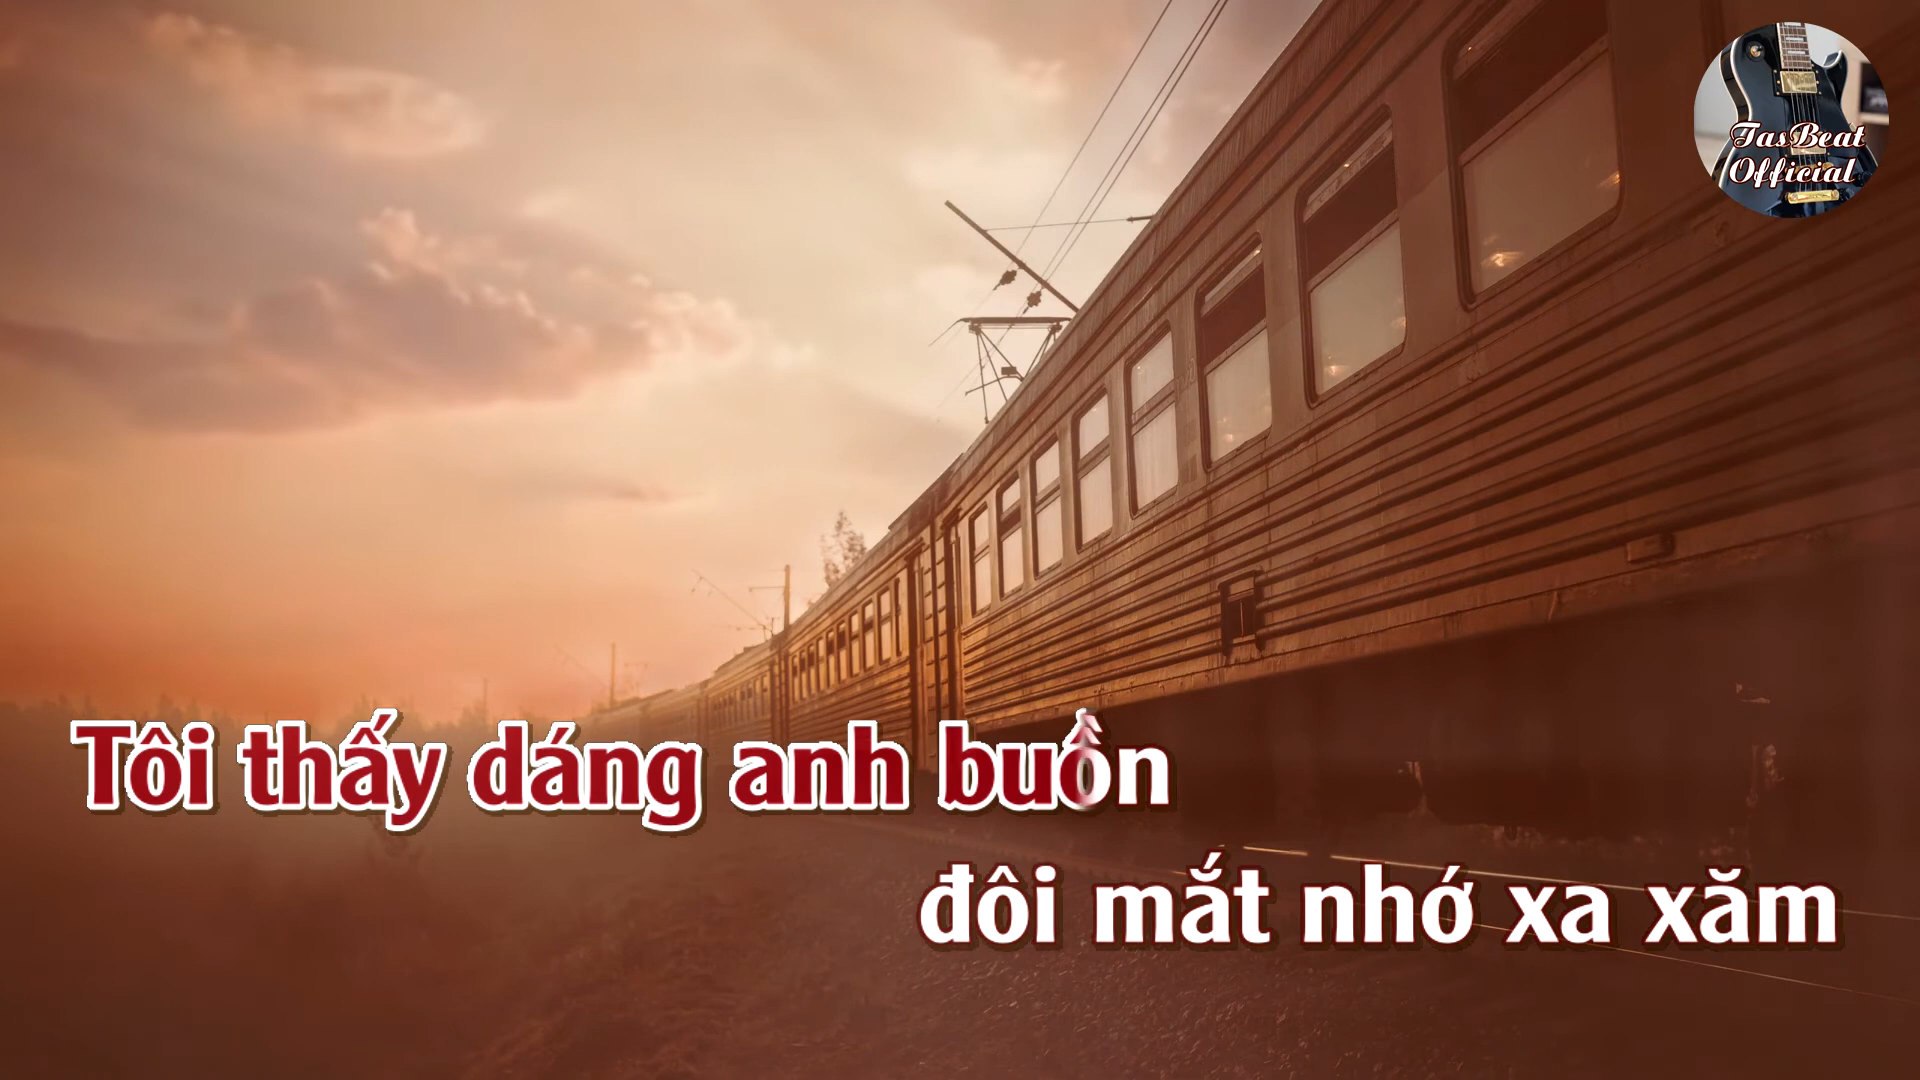 TasBeat
Official
Tôi thấy dáng anh buồn
đôi mắt nhớ xa xăm